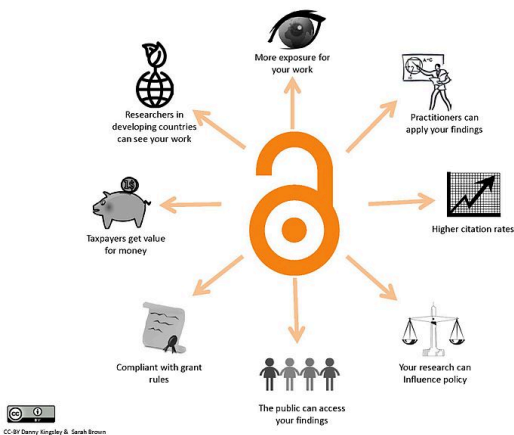 More exposure for
your work
Practitioners can
apply your findings
Higher citation rates
Your research can
Influence policy
The public can access
your findings
Compliant with grant
rules
Taxpayers get value
for money
Researchers in
developing countries
can see your work
cc
BY
CC-BY Danny Kingsley & Sarah Brown